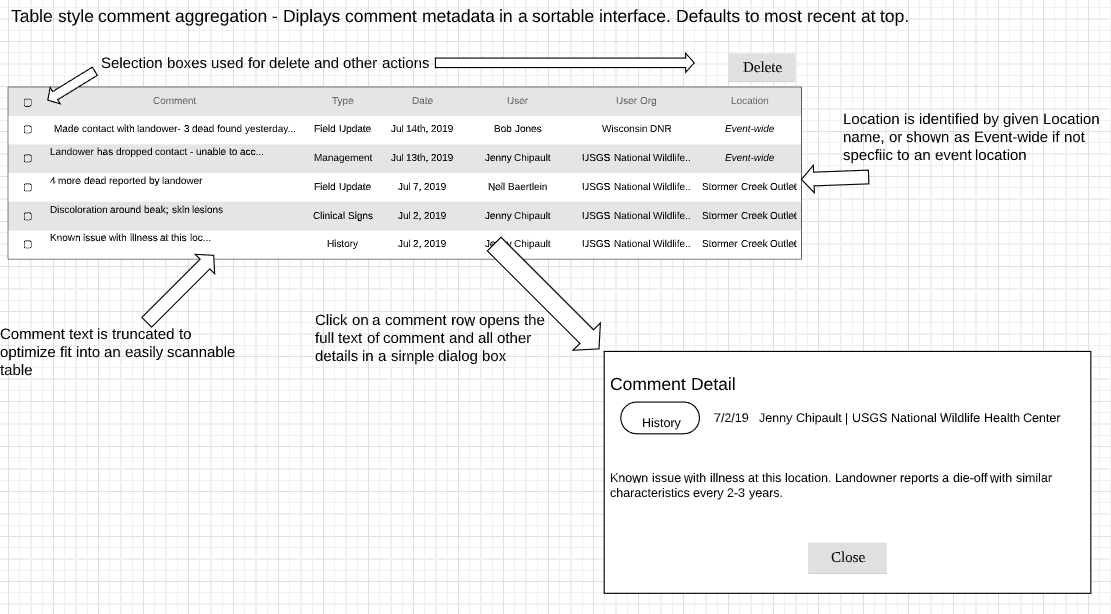 Table style comment aggregation - Diplays comment metadata in a sortable interface. Defaults to most recent at top.
Selection boxes used for delete and other actions
Delete
Comment Type Date User User Org Location
Made contact with landower- 3 dead found yesterday... Field Update Jul 14th, 2019 Bob Jones Wisconsin DNR Event-wide
Landower has dropped contact - unable to acc... Management Jul 13th, 2019 Jenny Chipault USGS National Wildlife.. Event-wide
4 more dead reported by landower Field Update Jul 7, 2019 Neil Baertlein USGS National Wildlife.. Stormer Creek Outlet
Discoloration around beak; skin lesions Clinical Signs Jul 2, 2019 Jenny Chipault USGS National Wildlife.. Stormer Creek Outlet
Known issue with illness at this loc... History Jul 2, 2019 Jenny Chipault USGS National Wildlife.. Stormer Creek Outlet
Location is identified by given Location
name, or shown as Event-wide if not
specfiic to an event location
Comment text is truncated to
optimize fit into an easily scannable
table
Click on a comment row opens the
full text of comment and all other
details in a simple dialog box
Comment Detail
History 7/2/19 Jenny Chipault | USGS National Wildlife Health Center
Known issue with illness at this location. Landowner reports a die-off with similar
characteristics every 2-3 years.
Close